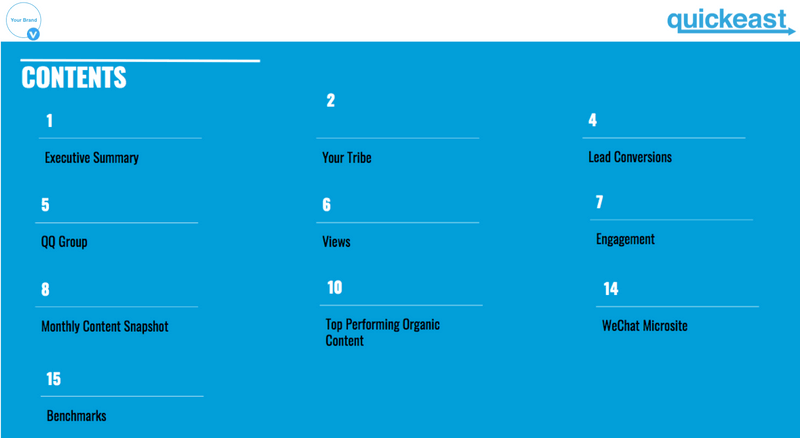 Your Brand
V
quickeast
CONTENTS
1
Executive Summary
2
Your Tribe
4
Lead Conversions
5
QQ Group
6
Views
7
Engagement
8
Monthly Content Snapshot
10
Top Performing Organic
Content
14
WeChat Microsite
15
Benchmarks